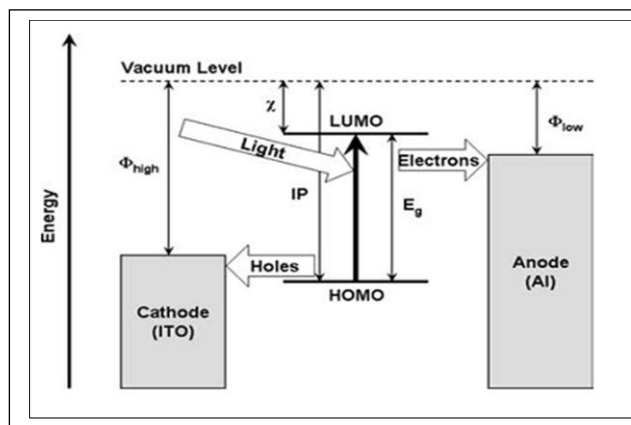 Vacuum Level
χ
LUMO
Φlow
Light
Electrons
Φhigh
IP
Eg
Energy
Holes
HOMO
Cathode
(ITO)
Anode
(Al)